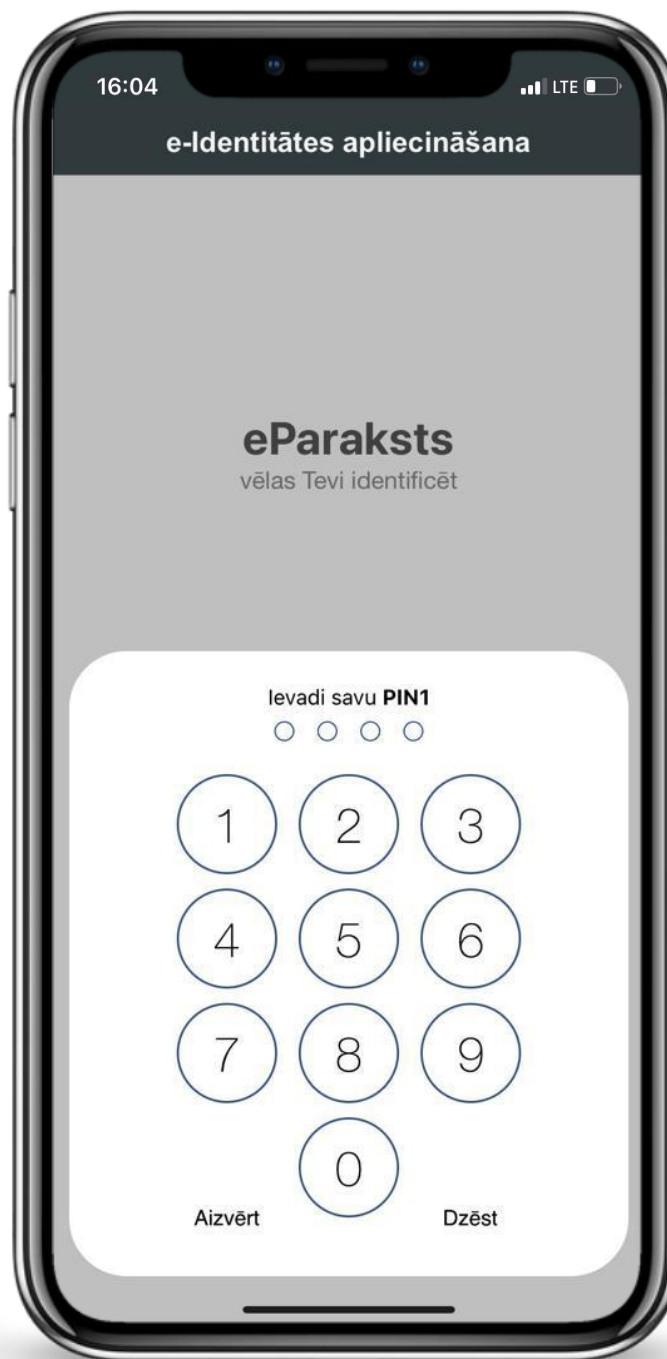 16:04
LTE
e-Identitātes apliecināšana
eParaksts
vēlas Tevi identificēt
Ievadi savu PIN1
1 2 3
4 5 6
7 8 9
0
Aizvērt Dzēst